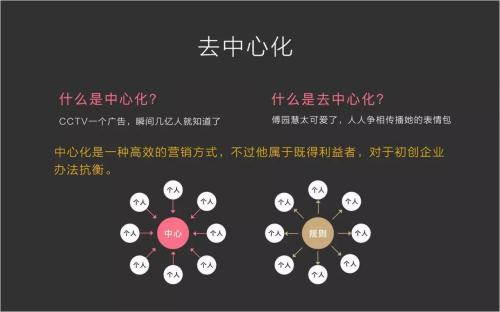 去中心化
什么是中心化?
CCTV一个广告，瞬间几亿人就知道了
什么是去中心化?
傅园慧太可爱了，人人争相传播她的表情包
中心化是一种高效的营销方式，不过他属于既得利益者，对于初创企业
办法抗衡。
个人
个人
个人
个人
中心
个人
个人
个人
个人
个人
个人
个人
个人
规则
个人
个人
个人
个人